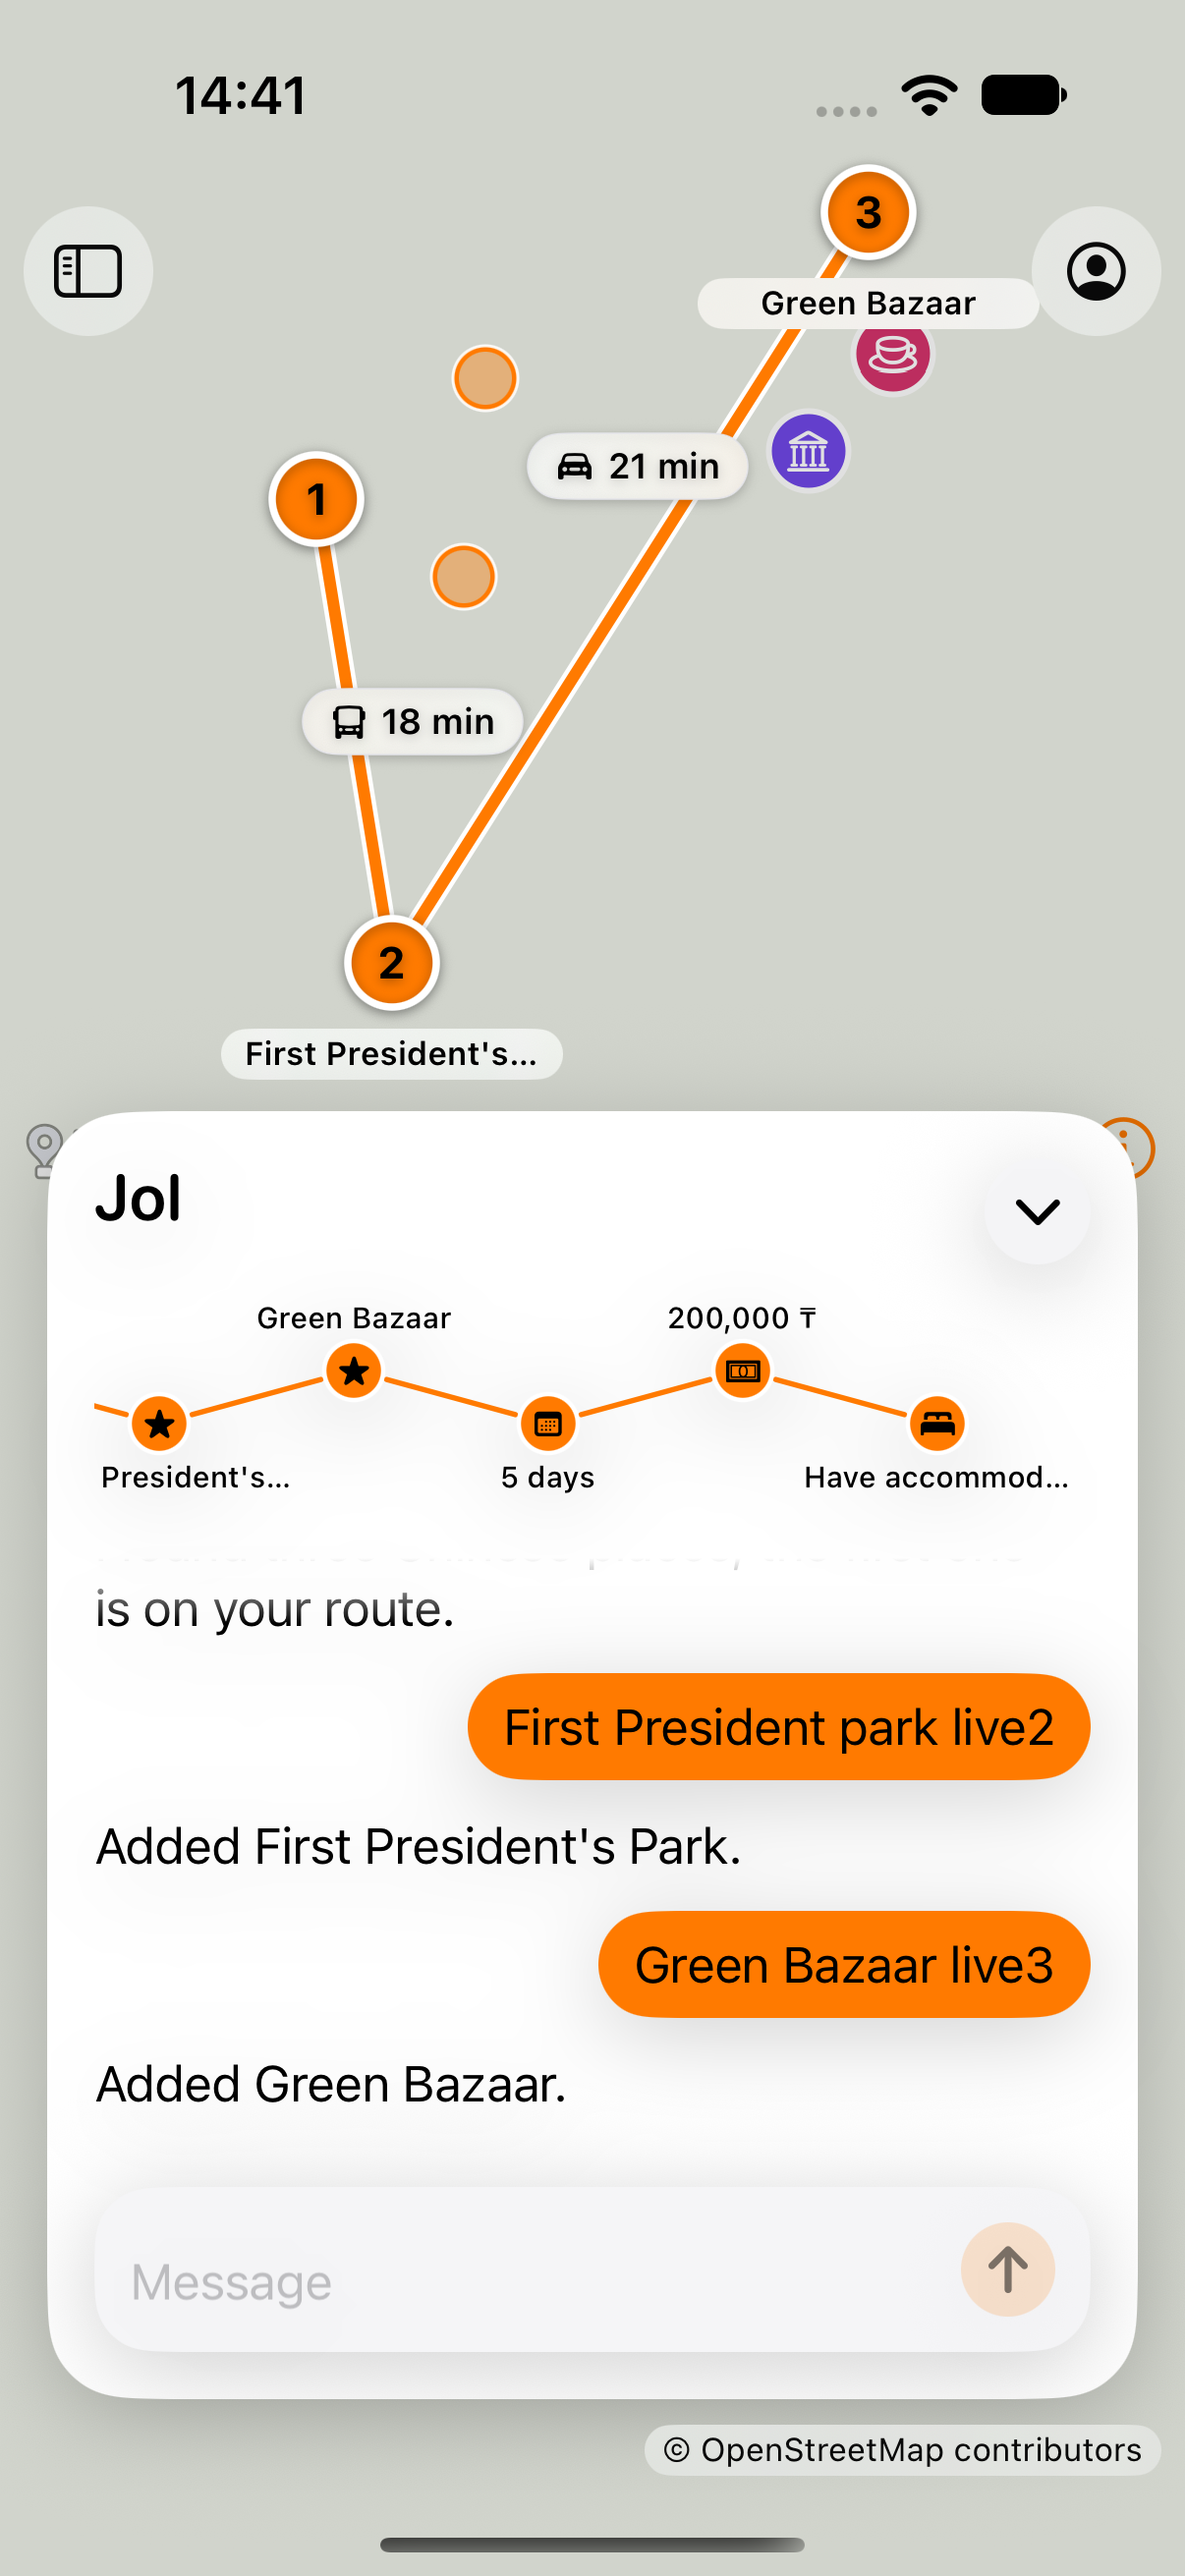 14:41
3
Green Bazaar
21 min
1
18 min
2
First President's...
Jol
Green Bazaar
200,000 ₸
President's...
5 days
Have accommod...
is on your route.
First President park live2
Added First President's Park.
Green Bazaar live3
Added Green Bazaar.
Message
© OpenStreetMap contributors